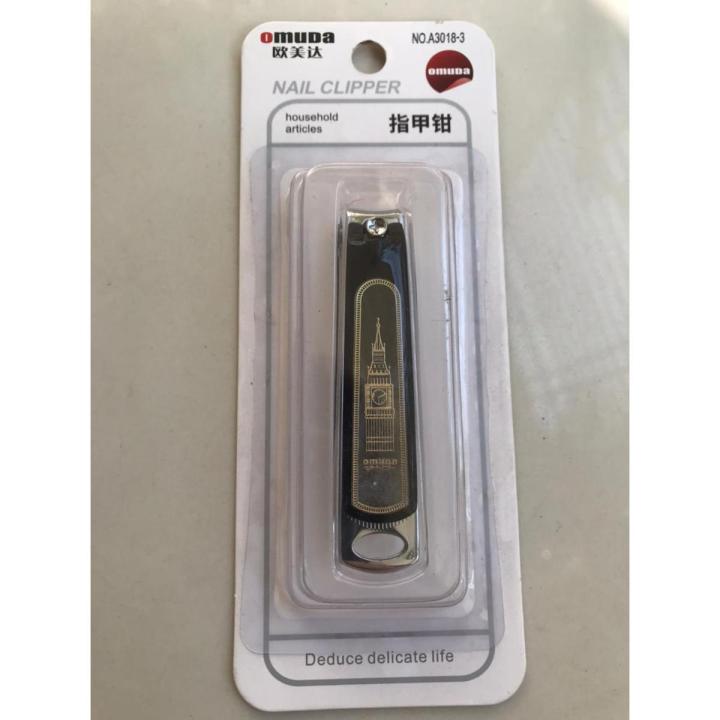 omuda
欧美达
NO.A3018-3
omuda
NAIL CLIPPER
household
articles
指甲钳
omuda
Deduce delicate life